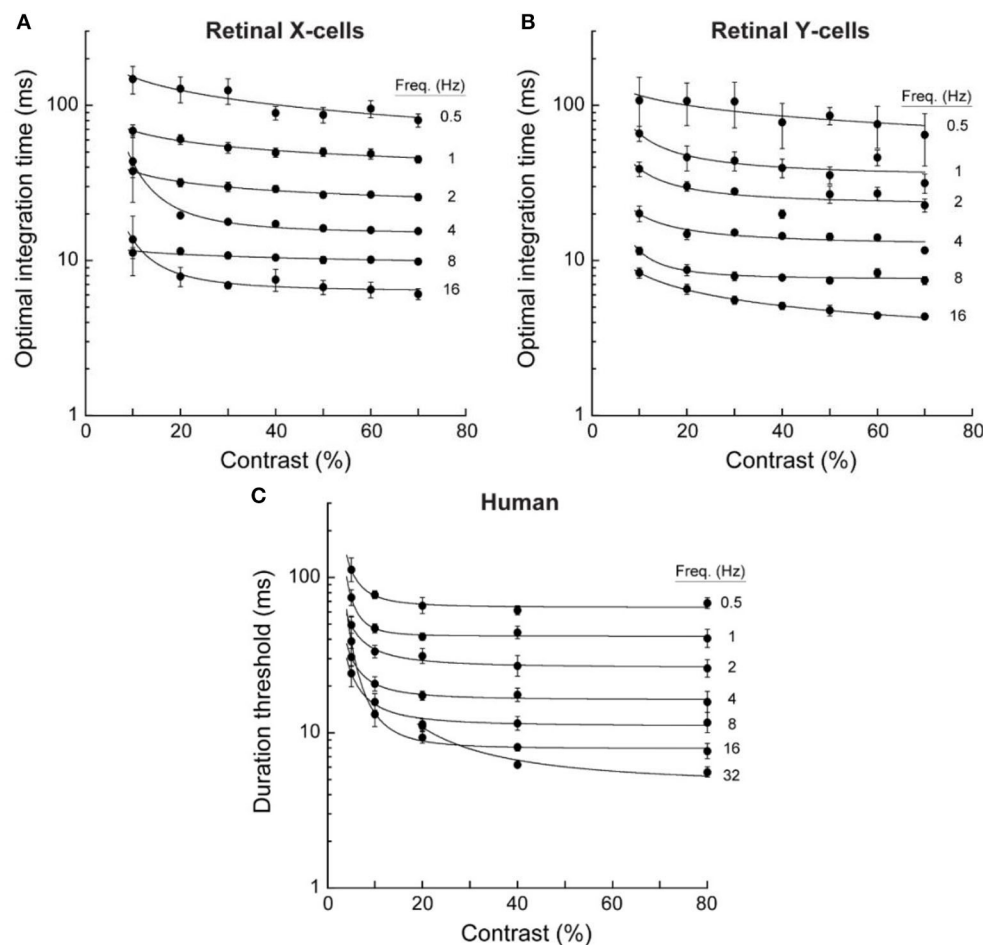 A
Retinal X-cells
Optimal integration time (ms)
100
10
1
Freq. (Hz)
0.5
1
2
4
8
16
0 20 40 60 80
Contrast (%)
B
Retinal Y-cells
Optimal integration time (ms)
100
10
1
Freq. (Hz)
0.5
1
2
4
8
16
0 20 40 60 80
Contrast (%)
C
Human
Duration threshold (ms)
100
10
1
Freq. (Hz)
0.5
1
2
4
8
16
32
0 20 40 60 80
Contrast (%)